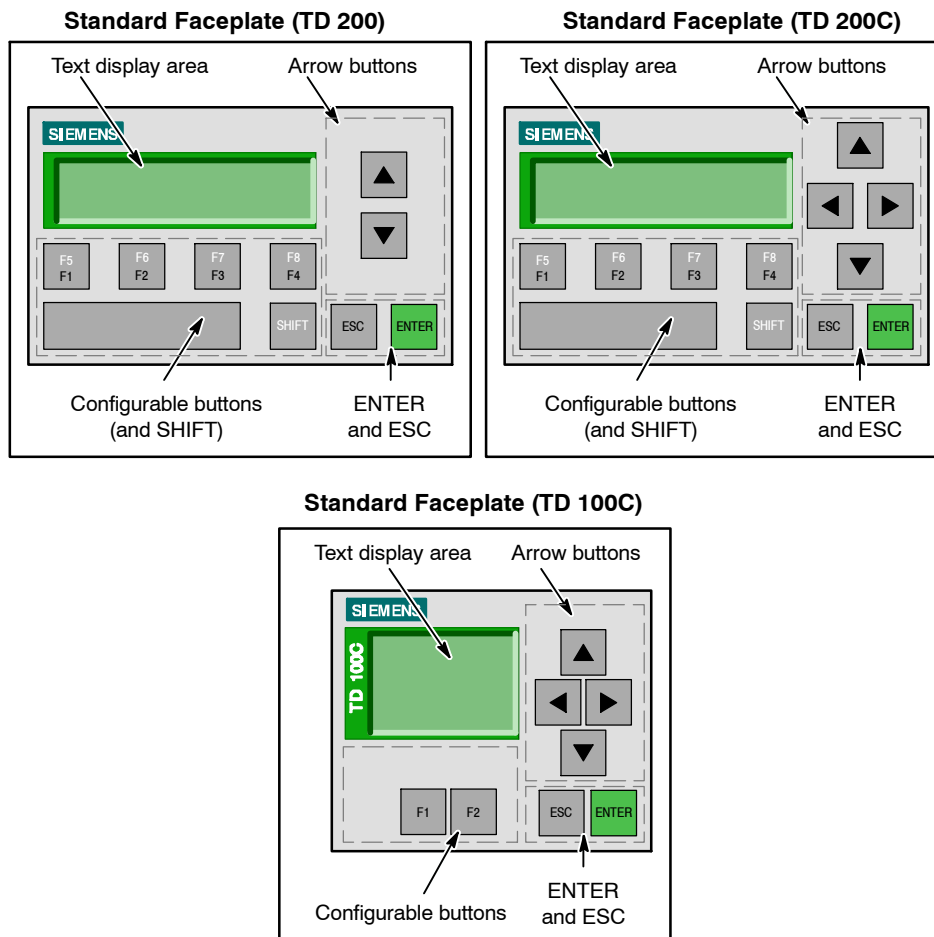 Standard Faceplate (TD 200)
Text display area
Arrow buttons
SIEMENS
F5
F1
F6
F2
F7
F3
F8
F4
SHIFT
ESC
ENTER
Configurable buttons
(and SHIFT)
ENTER
and ESC
Standard Faceplate (TD 200C)
Text display area
Arrow buttons
SIEMENS
F5
F1
F6
F2
F7
F3
F8
F4
SHIFT
ESC
ENTER
Configurable buttons
(and SHIFT)
ENTER
and ESC
Standard Faceplate (TD 100C)
Text display area
Arrow buttons
SIEMENS
TD 100C
F1
F2
ESC
ENTER
Configurable buttons
ENTER
and ESC